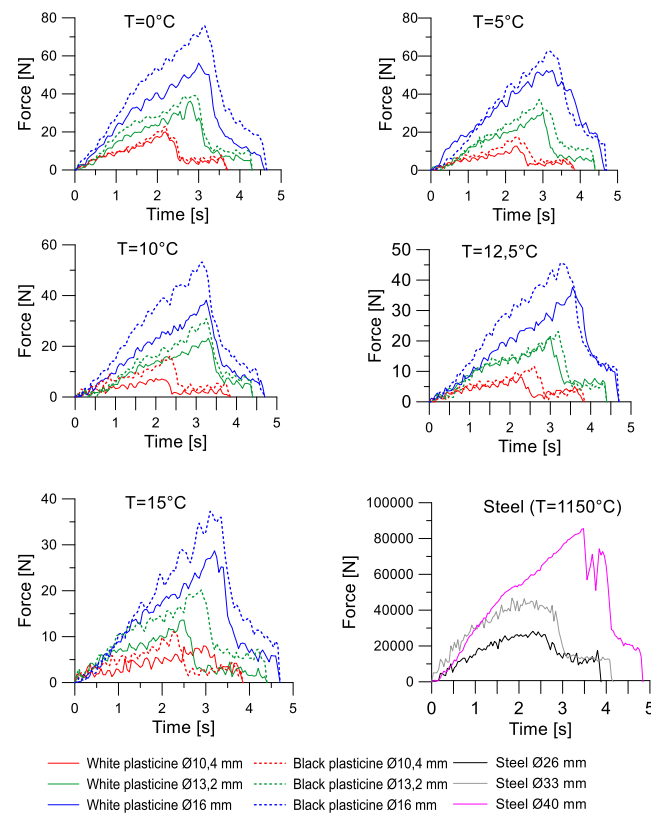 T=0°C
Force [N]
80
60
40
20
0
0 1 2 3 4 5
Time [s]
T=5°C
Force [N]
80
60
40
20
0
0 1 2 3 4 5
Time [s]
T=10°C
Force [N]
60
40
20
0
0 1 2 3 4 5
Time [s]
T=12,5°C
Force [N]
50
40
30
20
10
0
0 1 2 3 4 5
Time [s]
T=15°C
Force [N]
40
30
20
10
0
0 1 2 3 4 5
Time [s]
Steel (T=1150°C)
Force [N]
100000
80000
60000
40000
20000
0
0 1 2 3 4 5
Time [s]
White plasticine Ø10,4 mm Black plasticine Ø10,4 mm Steel Ø26 mm
White plasticine Ø13,2 mm Black plasticine Ø13,2 mm Steel Ø33 mm
White plasticine Ø16 mm Black plasticine Ø16 mm Steel Ø40 mm